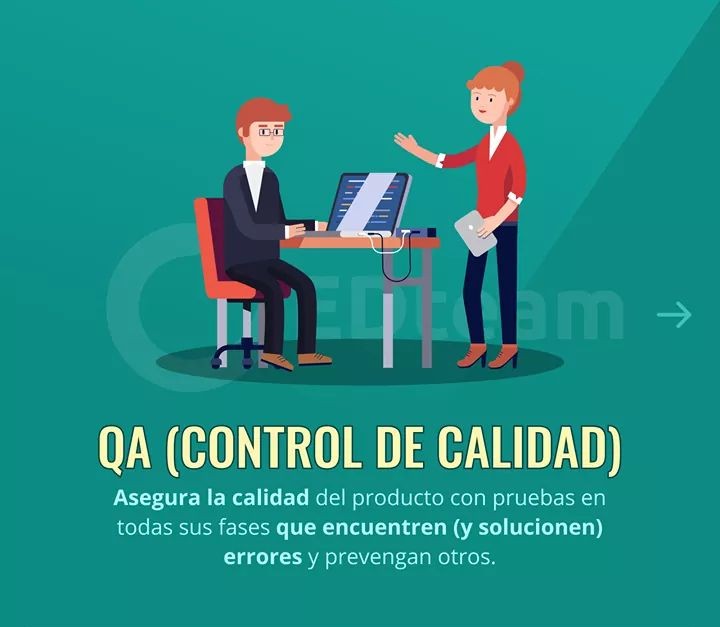 EDteam
QA (CONTROL DE CALIDAD)
Asegura la calidad del producto con pruebas en
todas sus fases que encuentren (y solucionen)
errores y prevengan otros.